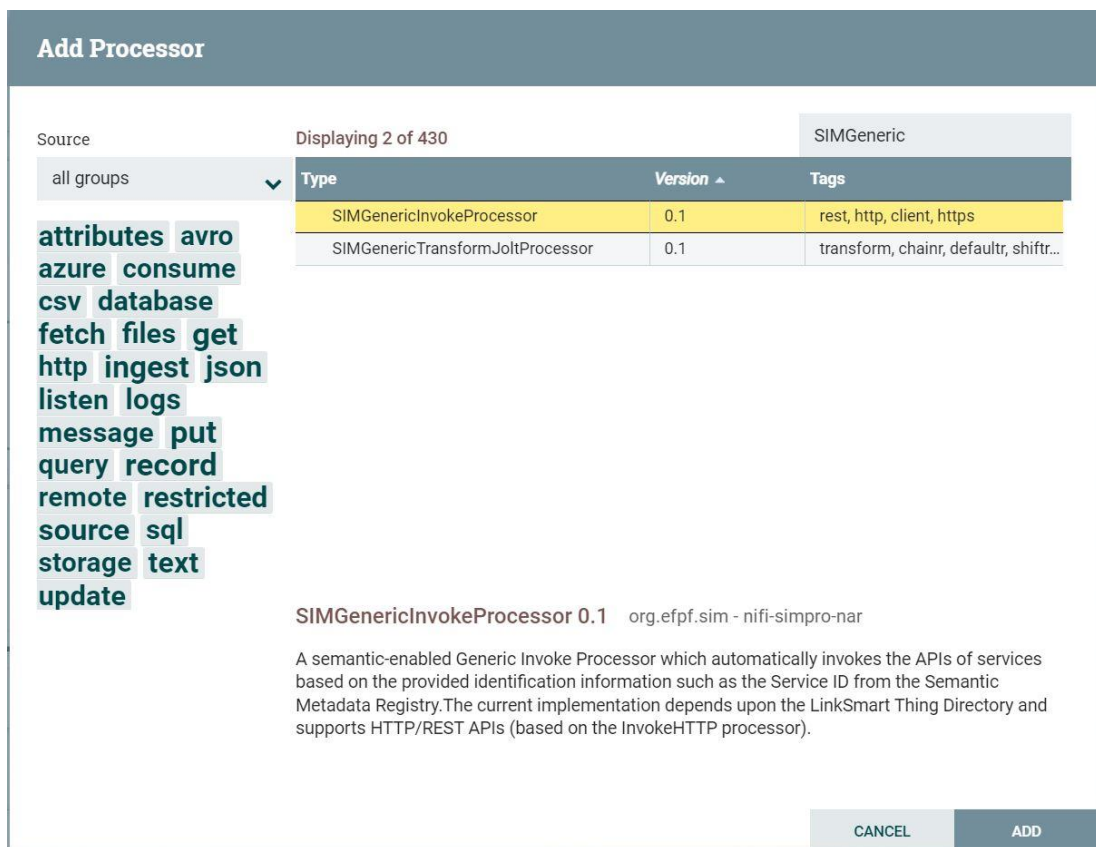 Add Processor
Source
all groups
attributes avro
azure consume
csv database
fetch files get
http ingest json
listen logs
message put
query record
remote restricted
source sql
storage text
update
Displaying 2 of 430
SIMGeneric
Type Version Tags
SIMGenericInvokeProcessor 0.1 rest, http, client, https
SIMGenericTransformJoltProcessor 0.1 transform, chainr, defaultr, shiftr...
SIMGenericInvokeProcessor 0.1 org.efpf.sim - nifi-simpro-nar
A semantic-enabled Generic Invoke Processor which automatically invokes the APIs of services
based on the provided identification information such as the Service ID from the Semantic
Metadata Registry.The current implementation depends upon the LinkSmart Thing Directory and
supports HTTP/REST APIs (based on the InvokeHTTP processor).
CANCEL ADD